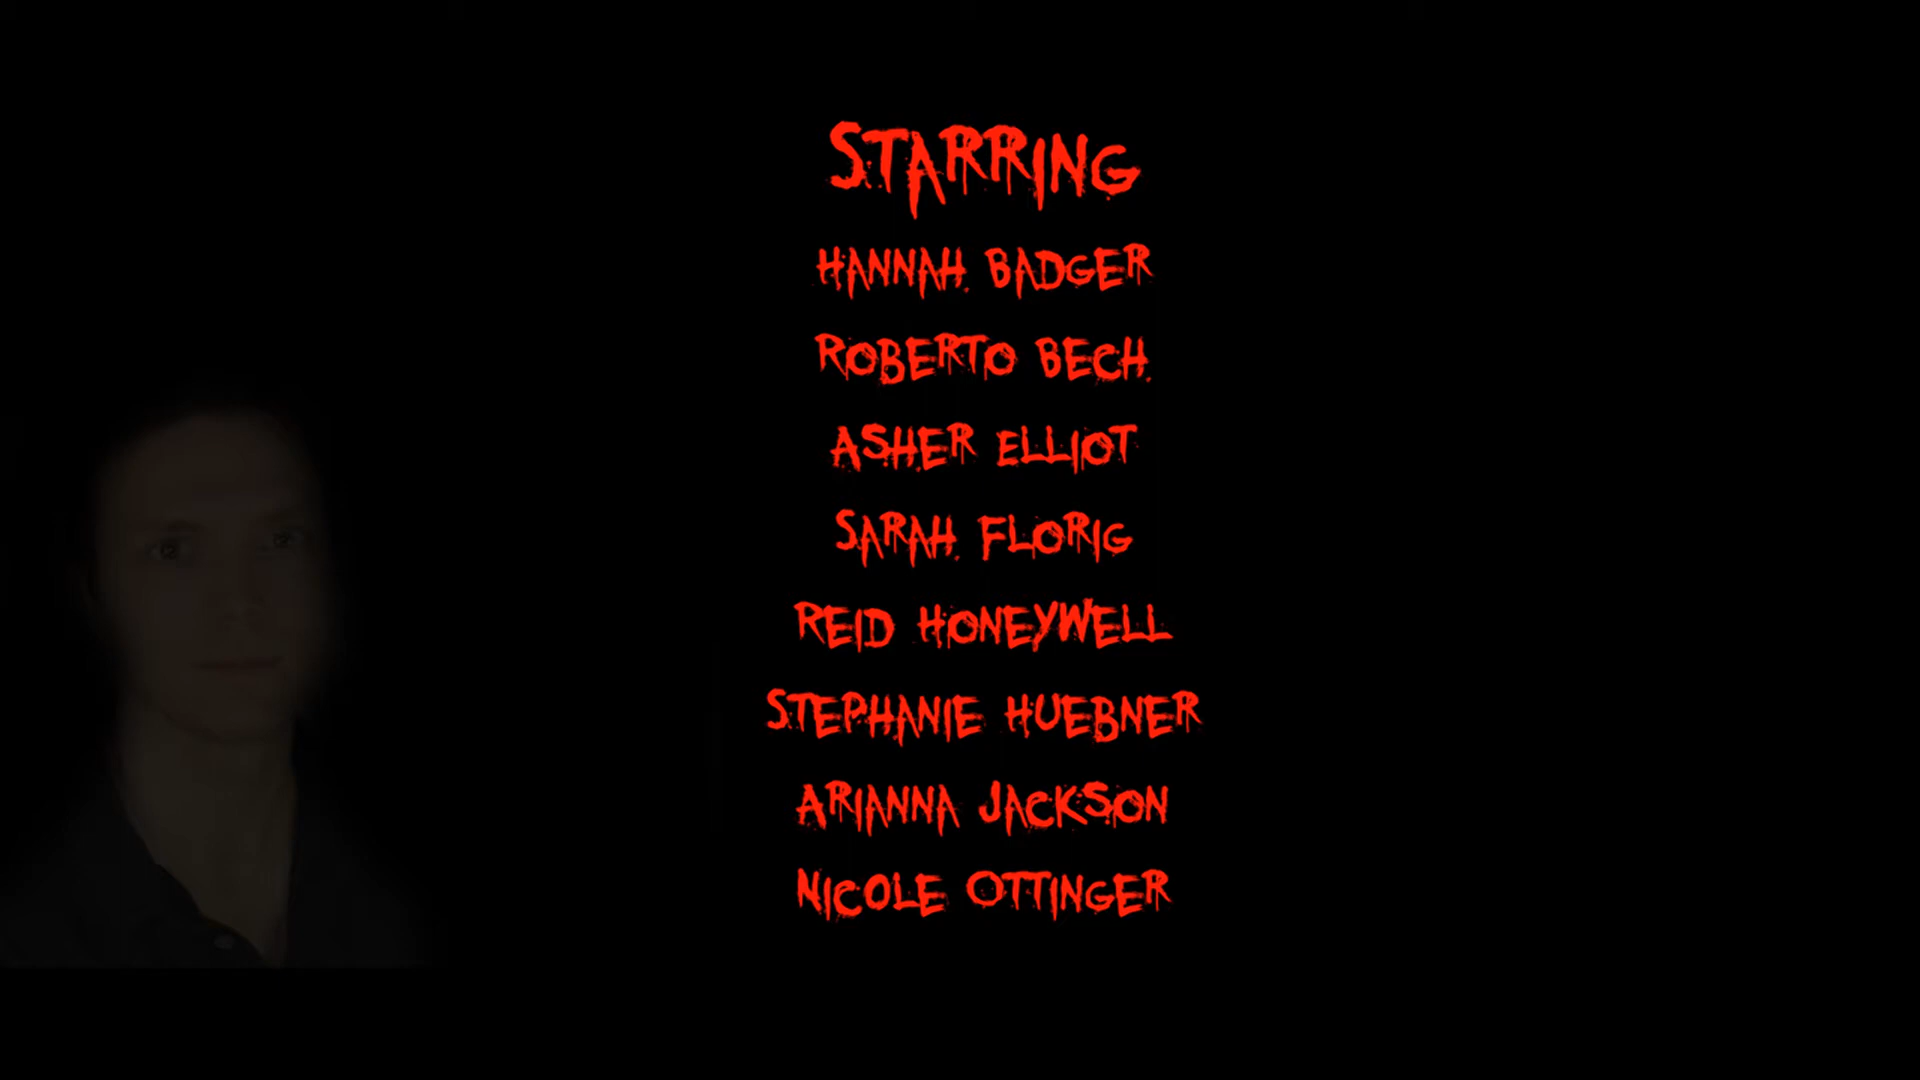 STARRING
HANNAH BADGER
ROBERTO BECH
ASHER ELLIOT
SARAH FLORIG
REID HONEYWELL
STEPHANIE HUEBNER
ARIANNA JACKSON
NICOLE OTTINGER